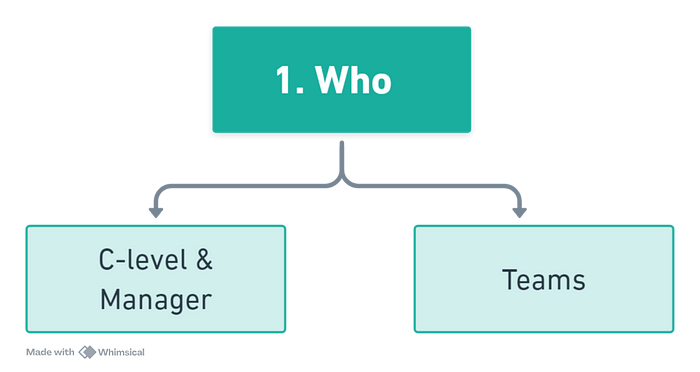 1. Who
C-level &
Manager
Teams
Made with Whimsical